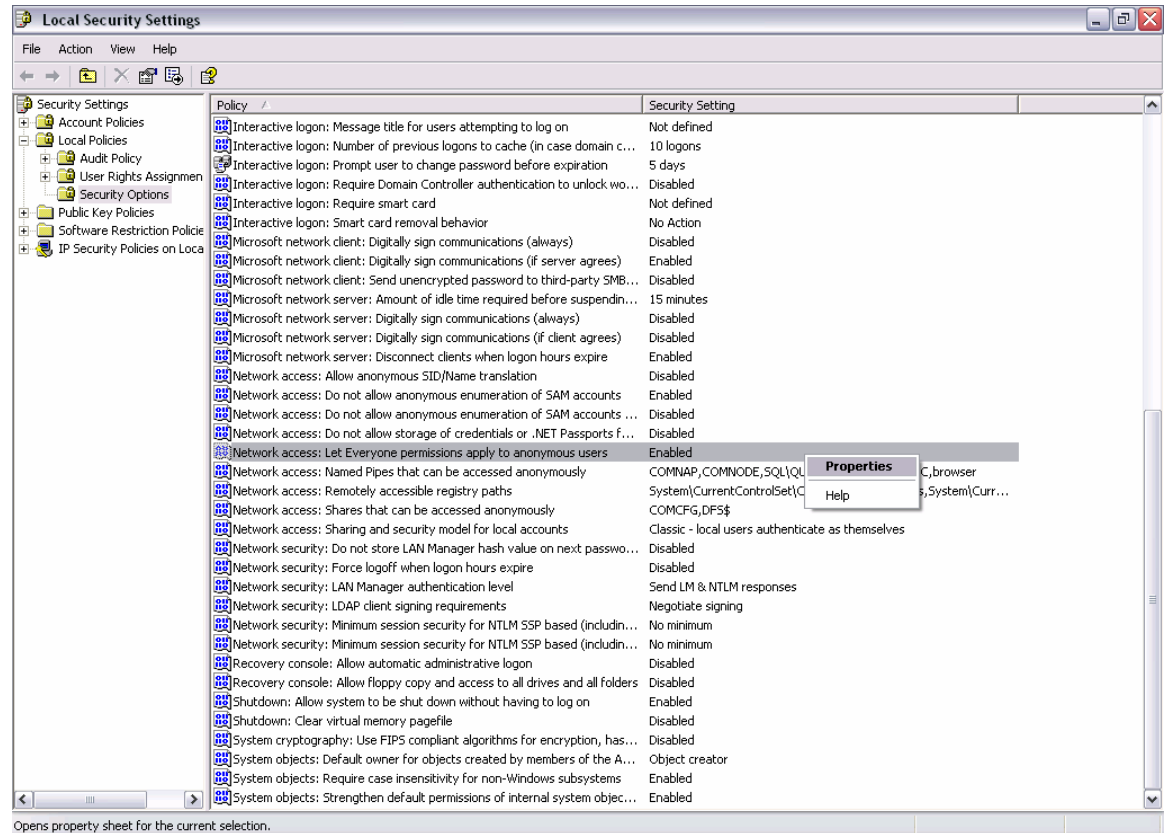 Local Security Settings
File Action View Help
Security Settings
Account Policies
Local Policies
Audit Policy
User Rights Assignmen
Security Options
Public Key Policies
Software Restriction Policie
IP Security Policies on Loca
Policy Security Setting
Interactive logon: Message title for users attempting to log on Not defined
Interactive logon: Number of previous logons to cache (in case domain c... 10 logons
Interactive logon: Prompt user to change password before expiration 5 days
Interactive logon: Require Domain Controller authentication to unlock wo... Disabled
Interactive logon: Require smart card Not defined
Interactive logon: Smart card removal behavior No Action
Microsoft network client: Digitally sign communications (always) Disabled
Microsoft network client: Digitally sign communications (if server agrees) Enabled
Microsoft network client: Send unencrypted password to third-party SMB... Disabled
Microsoft network server: Amount of idle time required before suspendin... 15 minutes
Microsoft network server: Digitally sign communications (always) Disabled
Microsoft network server: Digitally sign communications (if client agrees) Disabled
Microsoft network server: Disconnect clients when logon hours expire Enabled
Network access: Allow anonymous SID/Name translation Disabled
Network access: Do not allow anonymous enumeration of SAM accounts Enabled
Network access: Do not allow anonymous enumeration of SAM accounts ... Disabled
Network access: Do not allow storage of credentials or .NET Passports f... Disabled
Network access: Let Everyone permissions apply to anonymous users Enabled
Network access: Named Pipes that can be accessed anonymously COMNAP,COMNODE,SQL\QU C,browser
Network access: Remotely accessible registry paths System\CurrentControlSet\C s,System\Curr...
Network access: Shares that can be accessed anonymously COMCFG,DFS$
Network access: Sharing and security model for local accounts Classic - local users authenticate as themselves
Network security: Do not store LAN Manager hash value on next passwo... Disabled
Network security: Force logoff when logon hours expire Disabled
Network security: LAN Manager authentication level Send LM & NTLM responses
Network security: LDAP client signing requirements Negotiate signing
Network security: Minimum session security for NTLM SSP based (includin... No minimum
Network security: Minimum session security for NTLM SSP based (includin... No minimum
Recovery console: Allow automatic administrative logon Disabled
Recovery console: Allow floppy copy and access to all drives and all folders Disabled
Shutdown: Allow system to be shut down without having to log on Enabled
Shutdown: Clear virtual memory pagefile Disabled
System cryptography: Use FIPS compliant algorithms for encryption, has... Disabled
System objects: Default owner for objects created by members of the A... Object creator
System objects: Require case insensitivity for non-Windows subsystems Enabled
System objects: Strengthen default permissions of internal system objec... Enabled
Properties
Help
Opens property sheet for the current selection.